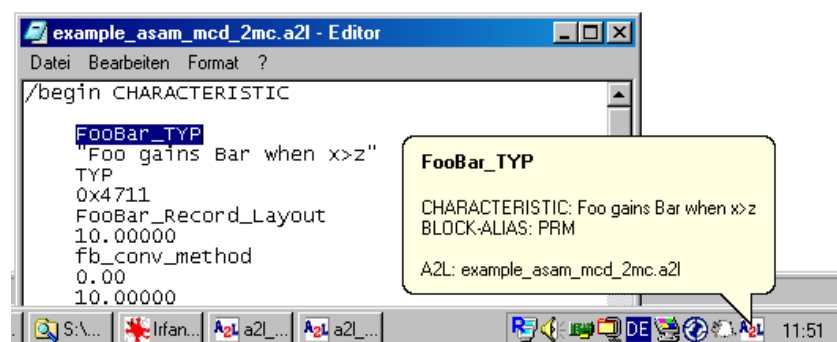 example_asam_mcd_2mc.a2l - Editor
Datei Bearbeiten Format ?
/begin CHARACTERISTIC
FooBar_TYP
"Foo gains Bar when x>z"
TYP
0x4711
FooBar_Record_Layout
10.00000
fb_conv_method
0.00
10.00000
FooBar_TYP
CHARACTERISTIC: Foo gains Bar when x>z
BLOCK-ALIAS: PRM
A2L: example_asam_mcd_2mc.a2l
S:\... Irfan... A2L a2l_... A2L a2l_... DE A2L 11:51